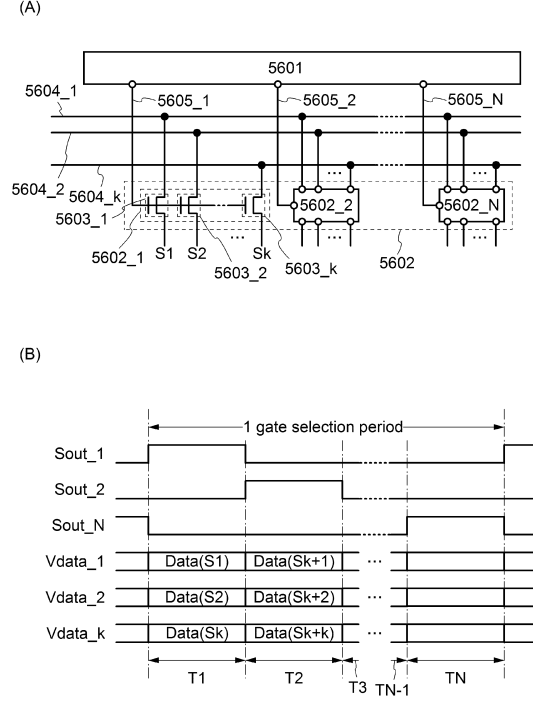 (A)
5601
5604_1
5605_1
5605_2
5605_N
5604_2
5604_k
5603_1
5602_1
S1
S2
...
Sk
5603_2
5603_k
...
5602_2
...
...
5602_N
...
5602
(B)
1 gate selection period
Sout_1
Sout_2
Sout_N
Vdata_1 Data(S1) Data(Sk+1) ...
Vdata_2 Data(S2) Data(Sk+2) ...
Vdata_k Data(Sk) Data(Sk+k) ...
T1 T2 T3 TN-1 TN